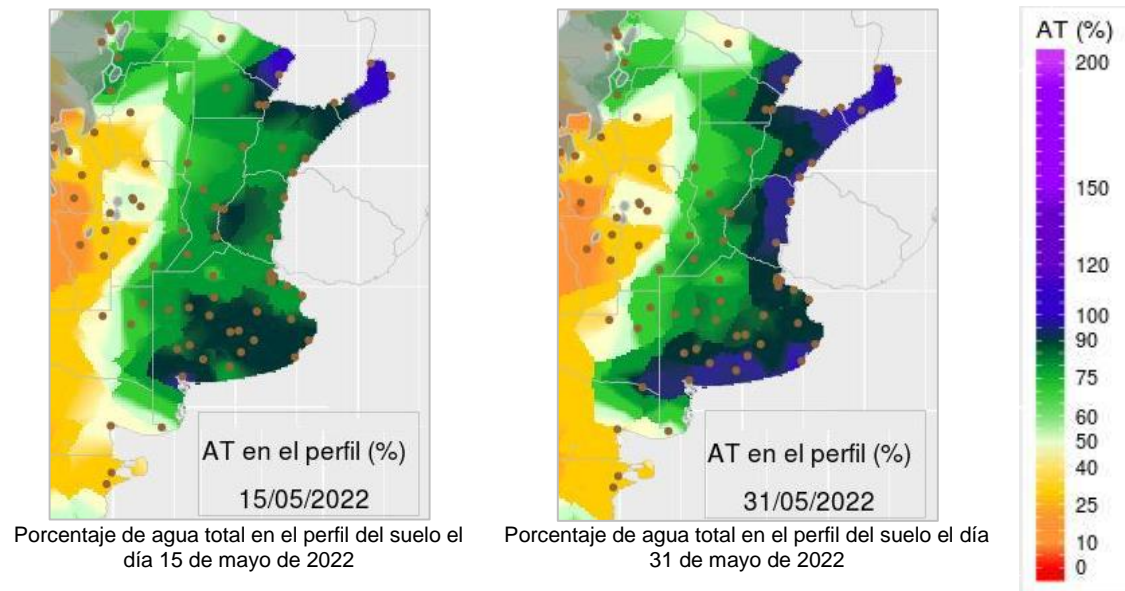 AT en el perfil (%)
15/05/2022
Porcentaje de agua total en el perfil del suelo el
día 15 de mayo de 2022
AT en el perfil (%)
31/05/2022
Porcentaje de agua total en el perfil del suelo el día
31 de mayo de 2022
AT (%)
200
150
120
100
90
75
60
50
40
25
10
0